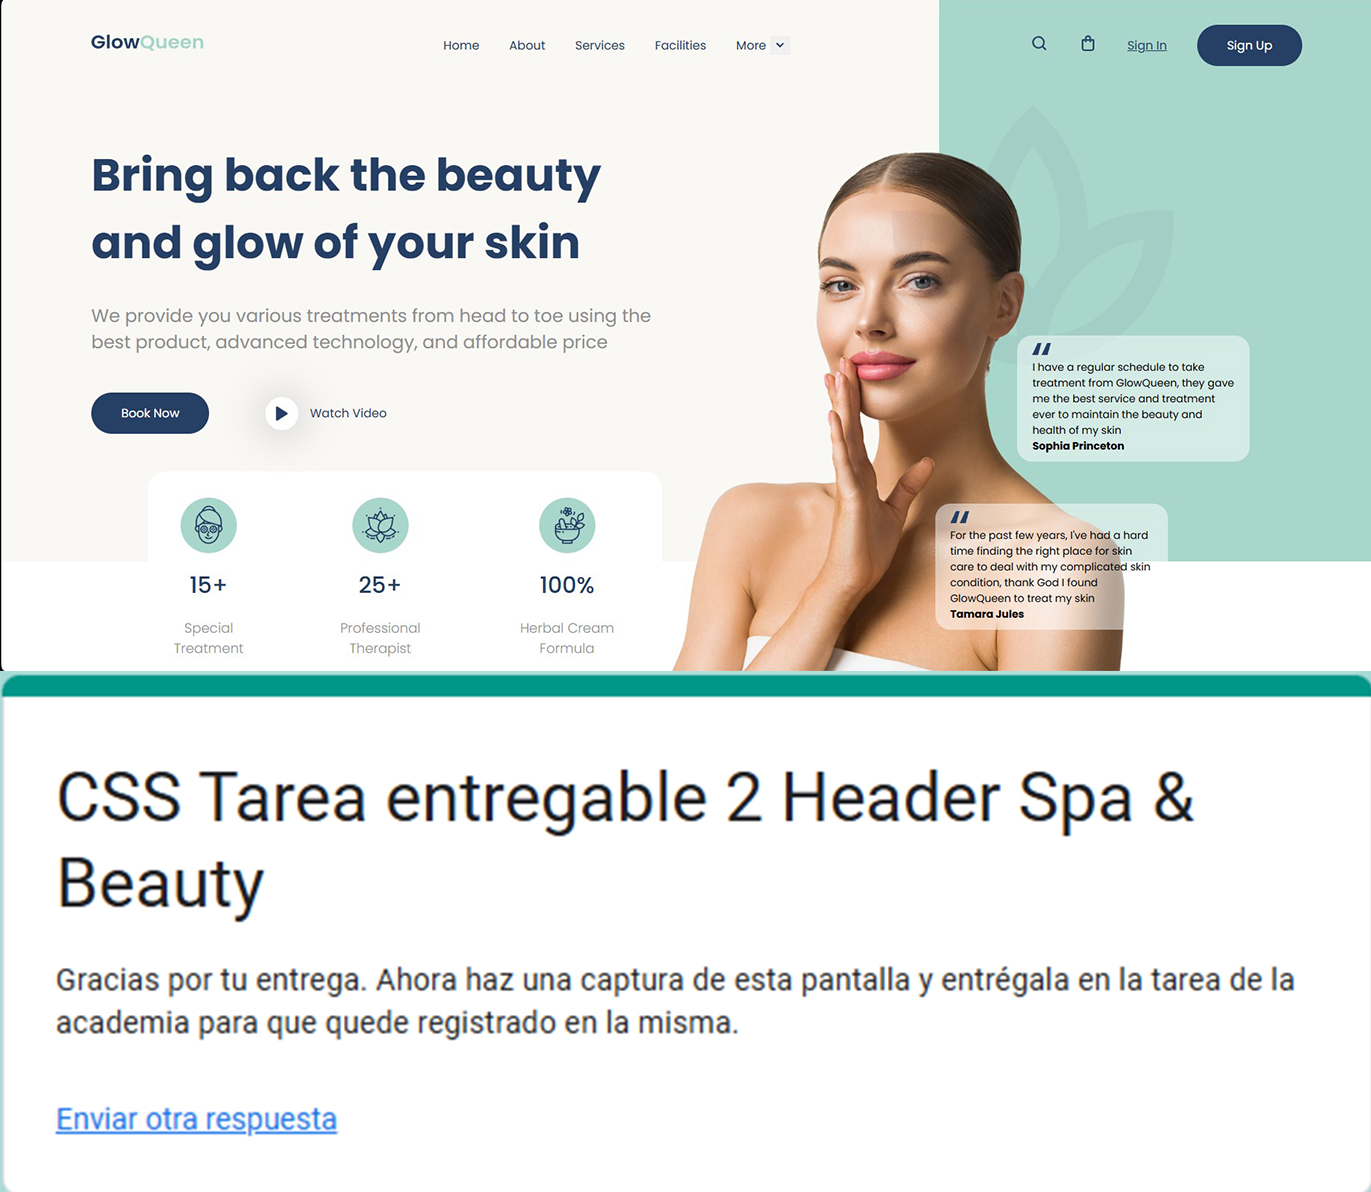 GlowQueen
Home About Services Facilities More
Sign In Sign Up
Bring back the beauty
and glow of your skin
We provide you various treatments from head to toe using the
best product, advanced technology, and affordable price
Book Now Watch Video
I have a regular schedule to take
treatment from GlowQueen, they gave
me the best service and treatment
ever to maintain the beauty and
health of my skin
Sophia Princeton
For the past few years, I've had a hard
time finding the right place for skin
care to deal with my complicated skin
condition, thank God I found
GlowQueen to treat my skin
Tamara Jules
15+
Special
Treatment
25+
Professional
Therapist
100%
Herbal Cream
Formula
CSS Tarea entregable 2 Header Spa &
Beauty
Gracias por tu entrega. Ahora haz una captura de esta pantalla y entrégala en la tarea de la
academia para que quede registrado en la misma.
Enviar otra respuesta